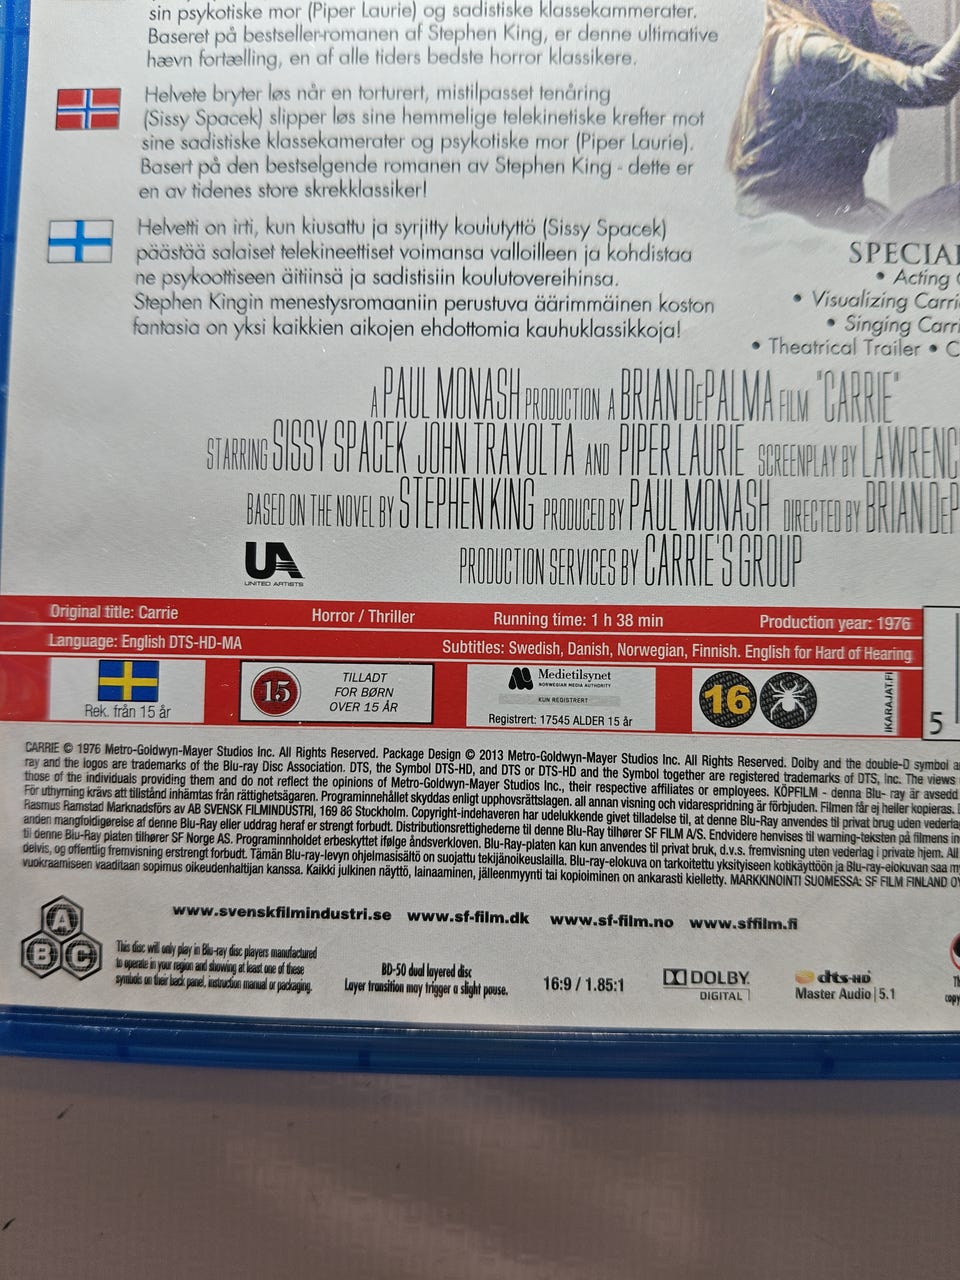 sin psykotiske mor (Piper Laurie) og sadistiske klassekammerater.
Baseret på bestseller-romanen af Stephen King, er denne ultimative
hævn fortælling, en af alle tiders bedste horror klassikere.
Helvete bryter løs når en torturert, mistilpasset tenåring
(Sissy Spacek) slipper løs sine hemmelige telekinetiske krefter mot
sine sadistiske klassekamerater og psykotiske mor (Piper Laurie).
Basert på den bestselgende romanen av Stephen King - dette er
en av tidenes store skrekklassiker!
Helvetti on irti, kun kiusattu ja syrjitty koulutyttö (Sissy Spacek)
päästää salaiset telekineettiset voimansa valloilleen ja kohdistaa
ne psykoottiseen äitiinsä ja sadistisiin koulutovereihinsa.
Stephen Kingin menestysromaaniin perustuva äärimmäinen koston
fantasia on yksi kaikkien aikojen ehdottomia kauhuklassikkoja!
SPECIAL
• Acting
• Visualizing Carri
• Singing Carri
• Theatrical Trailer •
A PAUL MONASH PRODUCTION A BRIAN DePALMA FILM "CARRIE"
STARRING SISSY SPACEK JOHN TRAVOLTA AND PIPER LAURIE SCREENPLAY BY LAWRENC
BASED ON THE NOVEL BY STEPHEN KING PRODUCED BY PAUL MONASH DIRECTED BY BRIAN DeP
PRODUCTION SERVICES BY CARRIE'S GROUP
UA
UNITED ARTISTS
Original title: Carrie Horror / Thriller Running time: 1 h 38 min Production year: 1976
Language: English DTS-HD-MA Subtitles: Swedish, Danish, Norwegian, Finnish. English for Hard of Hearing
Rek. från 15 år
15
TILLADT
FOR BØRN
OVER 15 ÅR
Medietilsynet
NORWEGIAN MEDIA AUTHORITY
KUN REGISTRERT
Registrert: 17545 ALDER 15 år
16
IKARAJAT.FI
5
CARRIE © 1976 Metro-Goldwyn-Mayer Studios Inc. All Rights Reserved. Package Design © 2013 Metro-Goldwyn-Mayer Studios Inc. All Rights Reserved. Dolby and the double-D symbol a
ray and the logos are trademarks of the Blu-ray Disc Association. DTS, the Symbol DTS-HD, and DTS or DTS-HD and the Symbol together are registered trademarks of DTS, Inc. The views
those of the individuals providing them and do not reflect the opinions of Metro-Goldwyn-Mayer Studios Inc., their respective affiliates or employees. KÖPFILM - denna Blu- ray är avsedd
För uthyrning krävs att tillstånd inhämtas från rättighetsägaren. Programinnehållet skyddas enligt upphovsrättslagen. all annan visning och vidarespridning är förbjuden. Filmen får ej heller kopieras.
Rasmus Ramstad Marknadsförs av AB SVENSK FILMINDUSTRI, 169 86 Stockholm. Copyright-indehaveren har udelukkende givet tilladelse til, at denne Blu-Ray anvendes til privat brug uden vederla
anden mangfoldigørelse af denne Blu-Ray eller uddrag heraf er strengt forbudt. Distributionsrettighederne til denne Blu-Ray tilhører SF FILM A/S. Endvidere henvises til warning-teksten på filmens in
til denne Blu-Ray platen tilhører SF Norge AS. Programinnholdet erbeskyttet ifølge åndsverkloven. Blu-Ray-platen kan kun anvendes til privat bruk, d.v.s. fremvisning uten vederlag i private hjem. All
delvis, og offentlig fremvisning erstrengt forbudt. Tämän Blu-ray-levyn ohjelmasisältö on suojattu tekijänoikeuslailla. Blu-ray-elokuva on tarkoitettu yksityiseen kotikäyttöön ja Blu-ray-elokuvan saa my
vuokraamiseen vaaditaan sopimus oikeudenhaltijan kanssa. Kaikki julkinen näyttö, lainaaminen, jälleenmyynti tai kopioiminen on ankarasti kielletty. MARKKINOINTI SUOMESSA: SF FILM FINLAND OY
www.svenskfilmindustri.se www.sf-film.dk www.sf-film.no www.sffilm.fi
A
B C
This disc will only play in Blu-ray disc players manufactured
to operate in your region and showing at least one of these
symbols on their back panel, instruction manual or packaging.
BD-50 dual layered disc
Layer transition may trigger a slight pause.
16:9 / 1.85:1
DOLBY
DIGITAL
dts-HD
Master Audio | 5.1
Th
copy